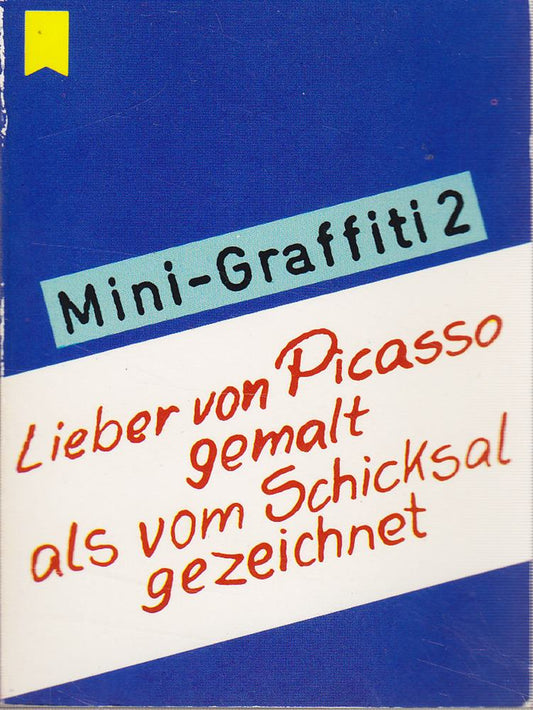 Mini-Graffiti 2
Lieber von Picasso
gemalt
als vom Schicksal
gezeichnet